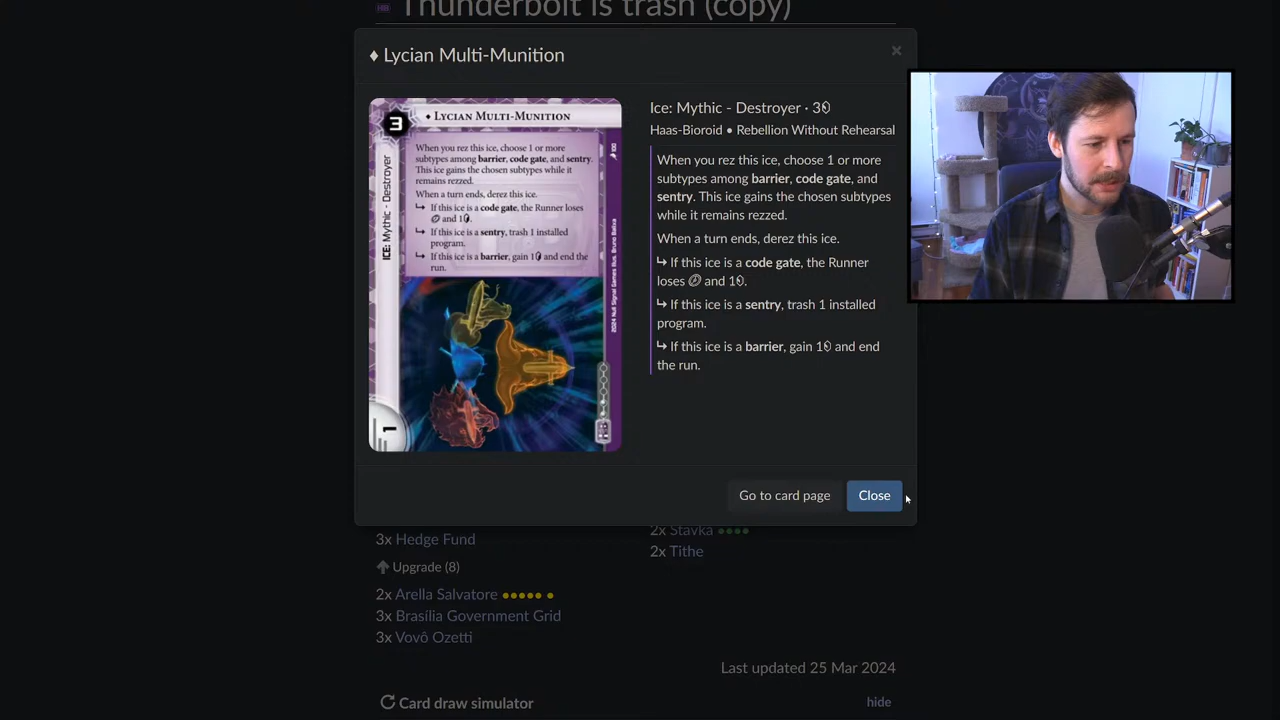 Thunderbolt is trash (copy)
♦ Lycian Multi-Munition
×
3
♦ LYCIAN MULTI-MUNITION
ICE: Mythic - Destroyer
When you rez this ice, choose 1 or more
subtypes among barrier, code gate, and sentry.
This ice gains the chosen subtypes while it
remains rezzed.
When a turn ends, derez this ice.
↳ If this ice is a code gate, the Runner loses
and 1.
↳ If this ice is a sentry, trash 1 installed
program.
↳ If this ice is a barrier, gain 1 and end the
run.
1
Ice: Mythic - Destroyer · 3
Haas-Bioroid ● Rebellion Without Rehearsal
When you rez this ice, choose 1 or more
subtypes among barrier, code gate, and
sentry. This ice gains the chosen subtypes
while it remains rezzed.
When a turn ends, derez this ice.
↳ If this ice is a code gate, the Runner
loses and 1.
↳ If this ice is a sentry, trash 1 installed
program.
↳ If this ice is a barrier, gain 1 and end
the run.
Go to card page
Close
3x Hedge Fund
Upgrade (8)
2x Arella Salvatore ●●●●● ●
3x Brasília Government Grid
3x Vovô Ozetti
2x Stavka ●●●●
2x Tithe
Last updated 25 Mar 2024
Card draw simulator
hide